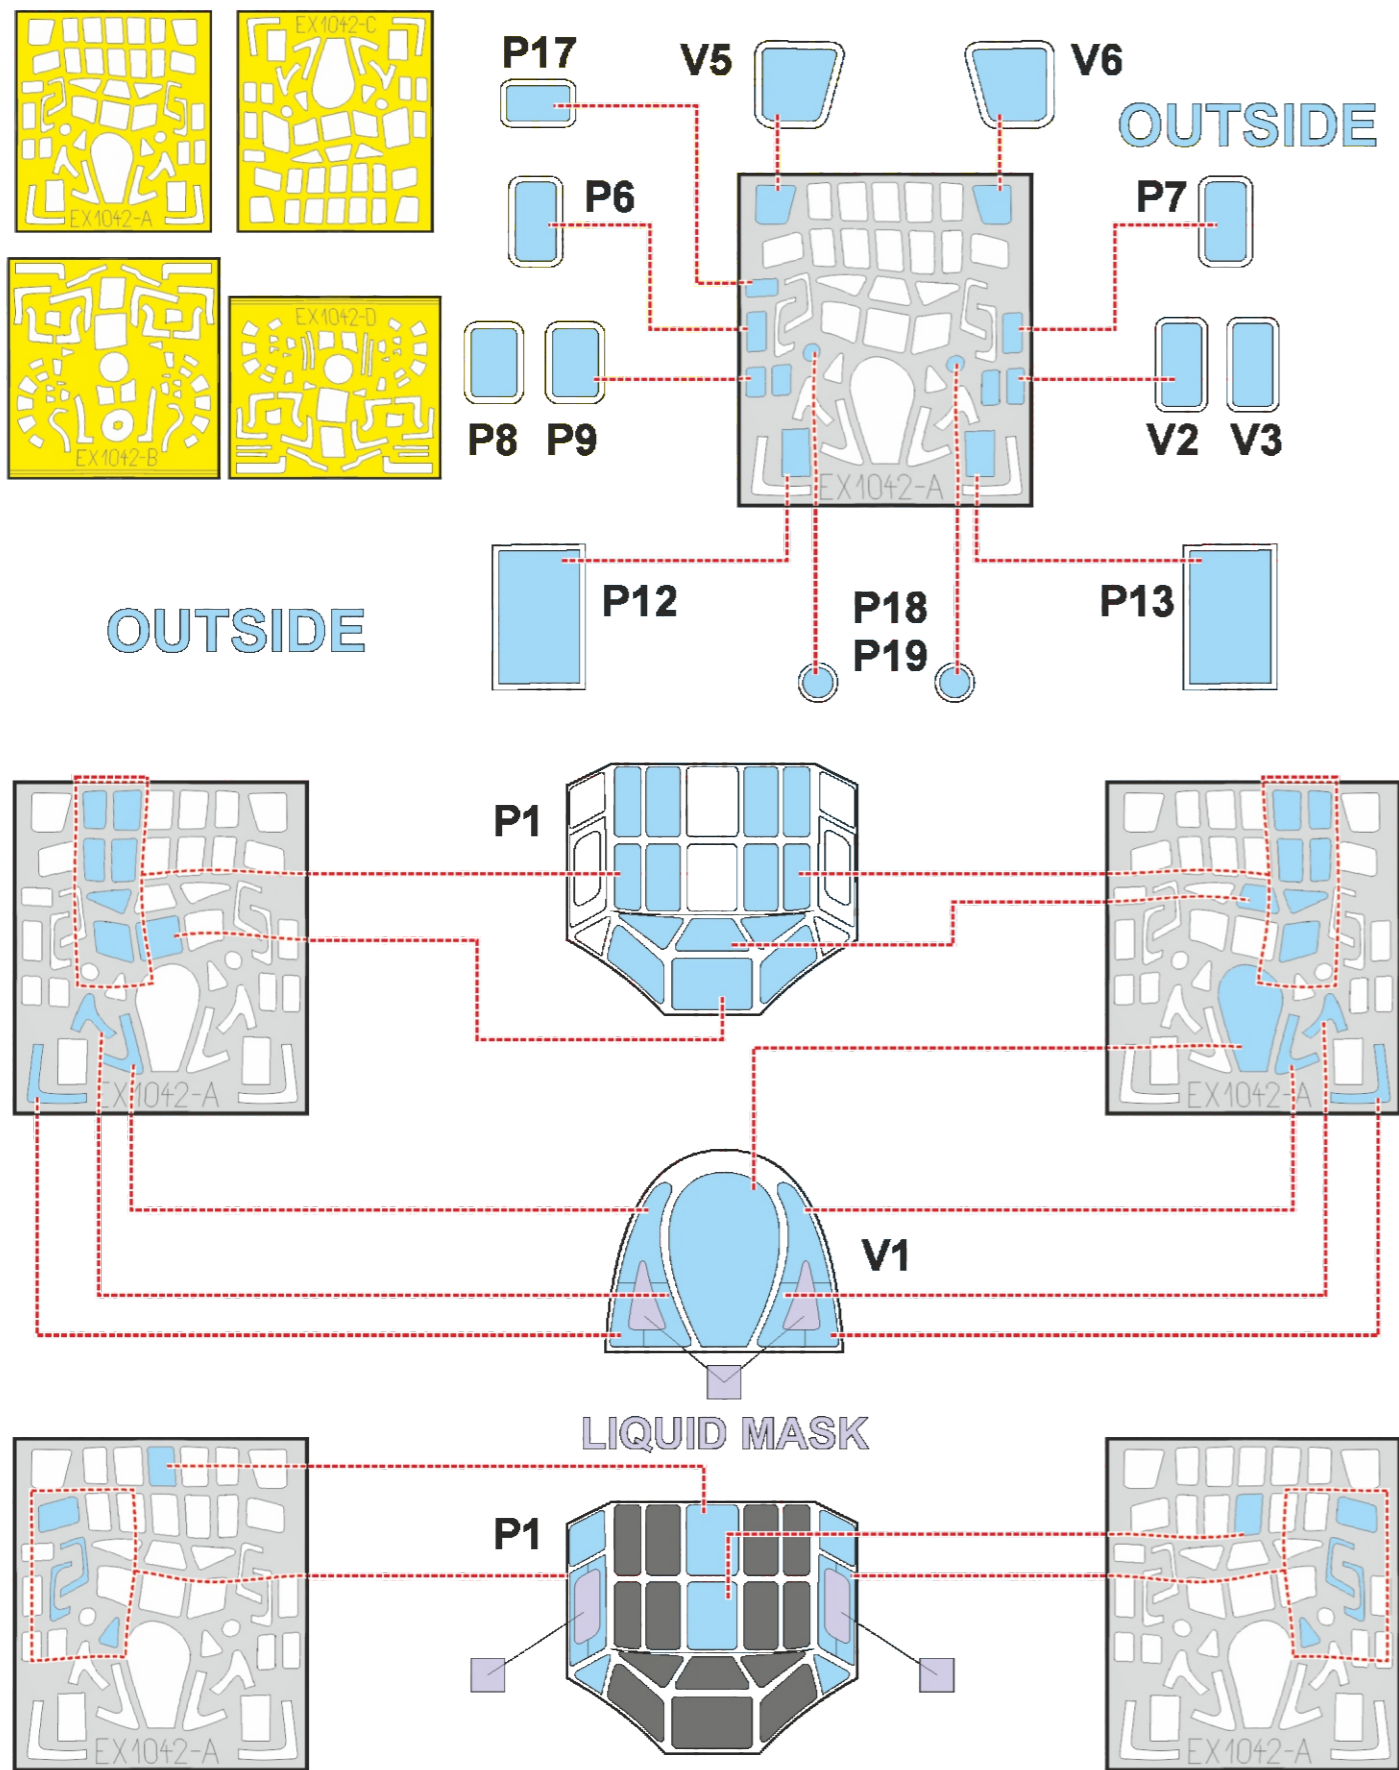 EX1042-A
EX1042-C
EX1042-B
EX1042-D
P17
V5
V6
OUTSIDE
P6
P7
P8
P9
V2
V3
EX1042-A
P12
P18
P19
P13
OUTSIDE
P1
EX1042-A
EX1042-A
V1
LIQUID MASK
P1
EX1042-A
EX1042-A